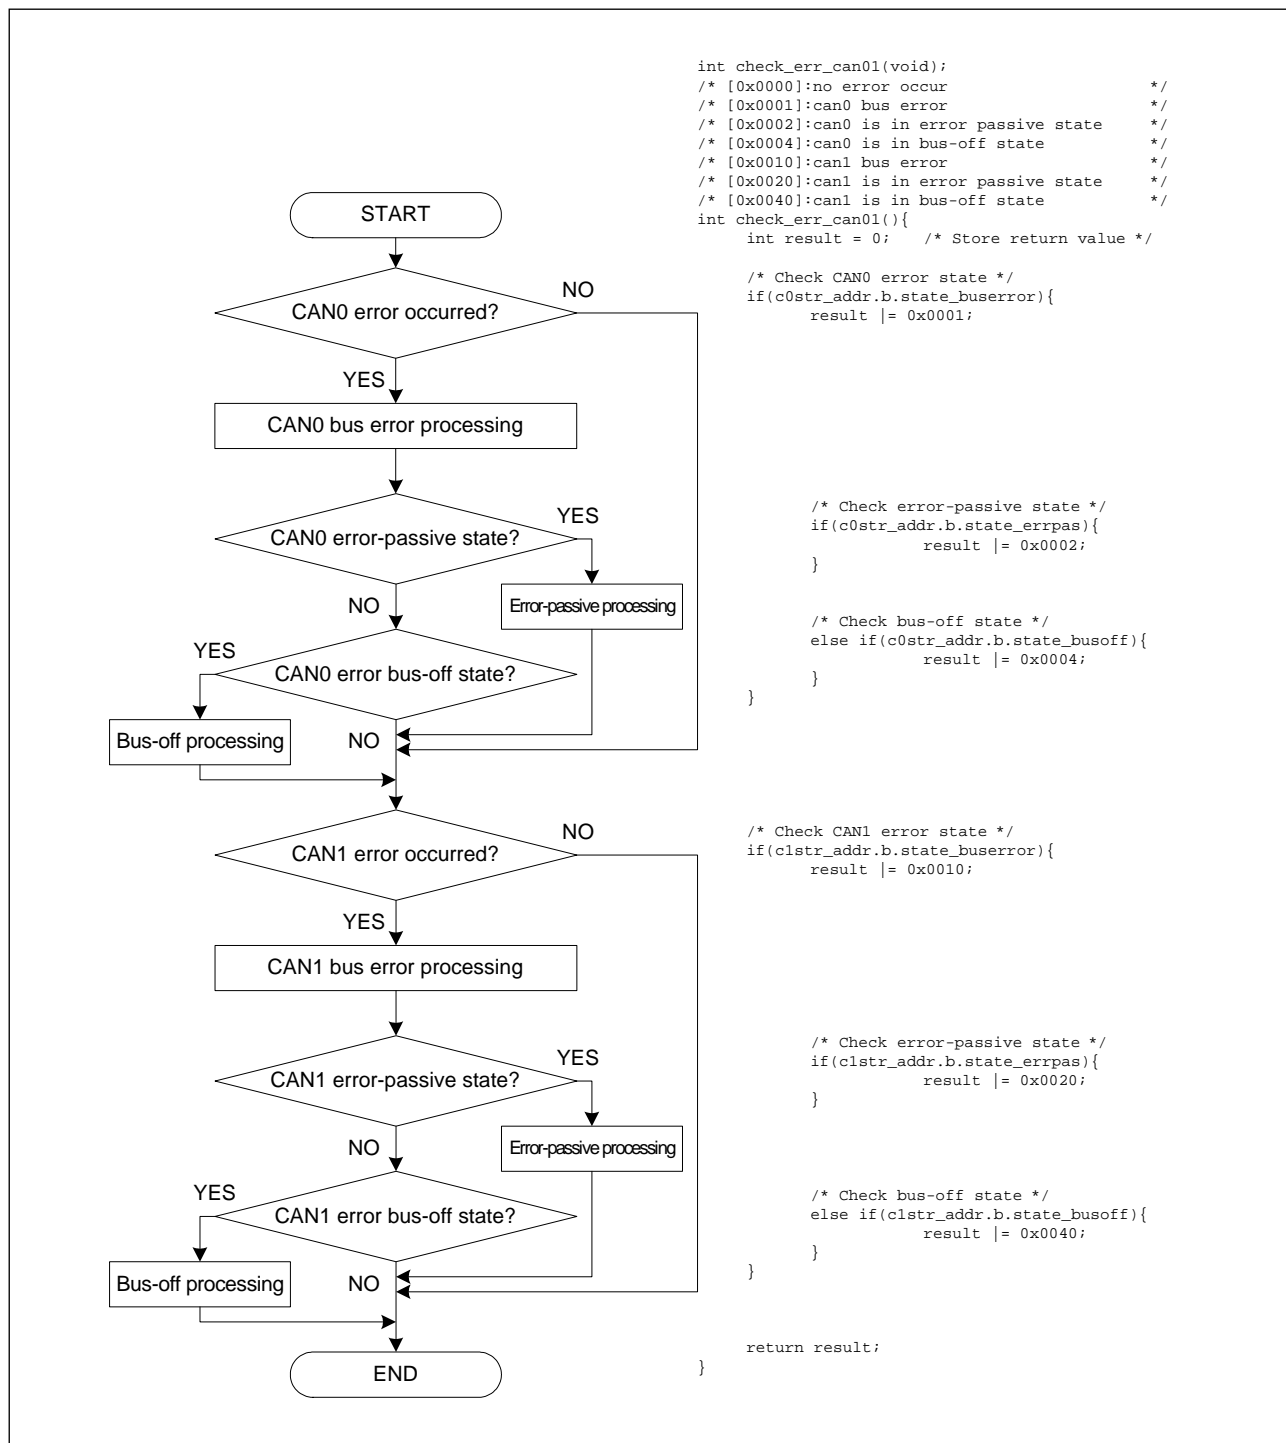 int check_err_can01(void);
/* [0x0000]:no error occur */
/* [0x0001]:can0 bus error */
/* [0x0002]:can0 is in error passive state */
/* [0x0004]:can0 is in bus-off state */
/* [0x0010]:can1 bus error */
/* [0x0020]:can1 is in error passive state */
/* [0x0040]:can1 is in bus-off state */
int check_err_can01(){
int result = 0; /* Store return value */
/* Check CAN0 error state */
if(c0str_addr.b.state_buserror){
result |= 0x0001;
/* Check error-passive state */
if(c0str_addr.b.state_errpas){
result |= 0x0002;
}
/* Check bus-off state */
else if(c0str_addr.b.state_busoff){
result |= 0x0004;
}
}
/* Check CAN1 error state */
if(c1str_addr.b.state_buserror){
result |= 0x0010;
/* Check error-passive state */
if(c1str_addr.b.state_errpas){
result |= 0x0020;
}
/* Check bus-off state */
else if(c1str_addr.b.state_busoff){
result |= 0x0040;
}
}
return result;
}
START
CAN0 error occurred?
NO
YES
CAN0 bus error processing
CAN0 error-passive state?
YES
NO
Error-passive processing
CAN0 error bus-off state?
YES
Bus-off processing
NO
CAN1 error occurred?
NO
YES
CAN1 bus error processing
CAN1 error-passive state?
YES
NO
Error-passive processing
CAN1 error bus-off state?
YES
Bus-off processing
NO
END